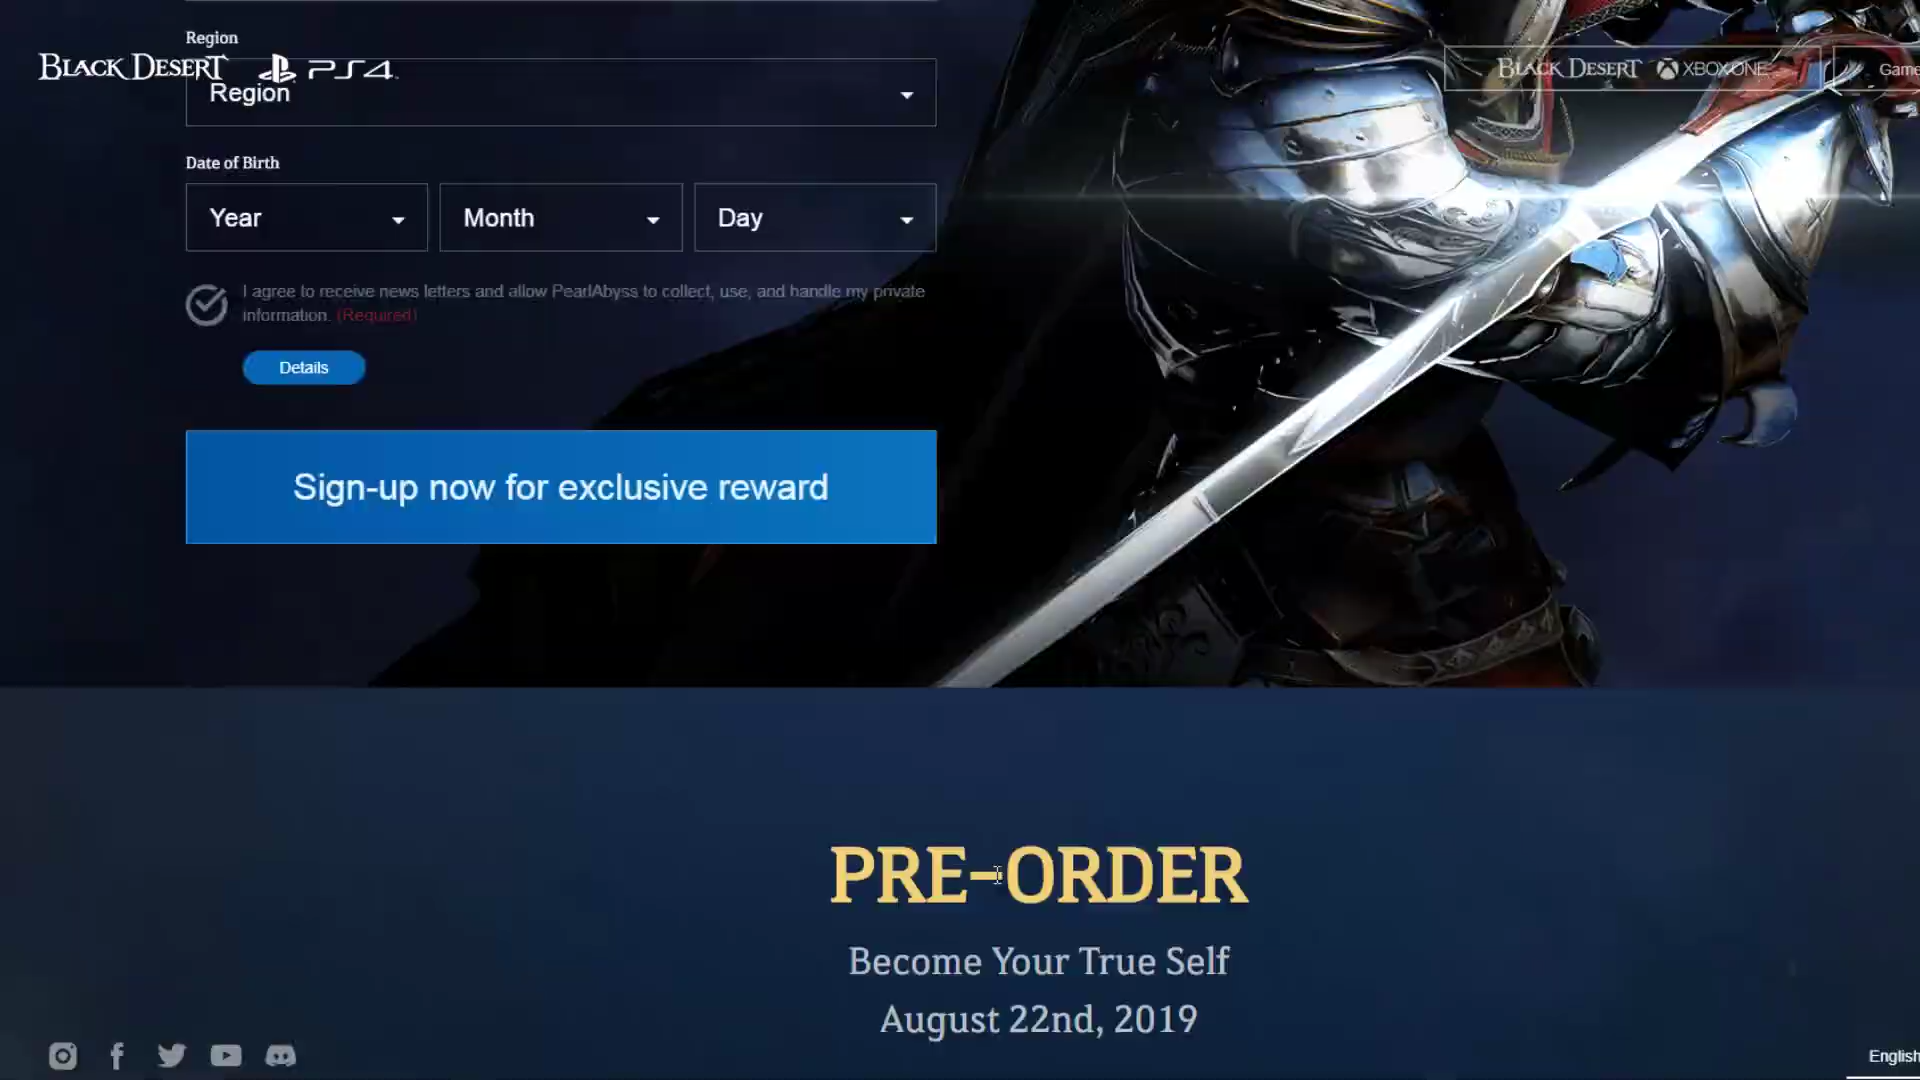 Region
BLACK DESERT PS4
Region
BLACK DESERT XBOX ONE
Game
Date of Birth
Year Month Day
I agree to receive news letters and allow PearlAbyss to collect, use, and handle my private
information. (Required)
Details
Sign-up now for exclusive reward
PRE-ORDER
Become Your True Self
August 22nd, 2019
English